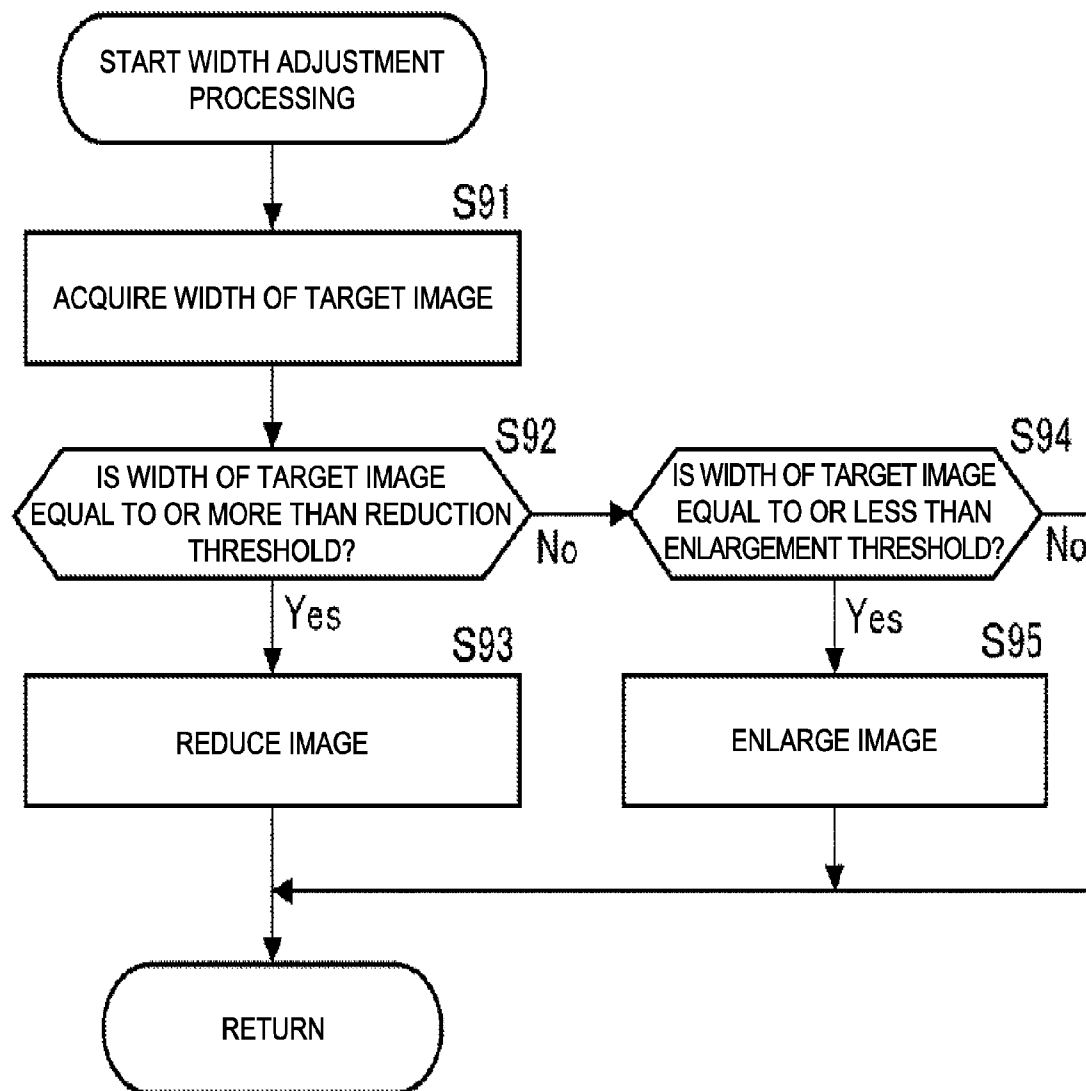 START WIDTH ADJUSTMENT
PROCESSING
S91
ACQUIRE WIDTH OF TARGET IMAGE
S92
IS WIDTH OF TARGET IMAGE
EQUAL TO OR MORE THAN REDUCTION
THRESHOLD?
No
Yes
S94
IS WIDTH OF TARGET IMAGE
EQUAL TO OR LESS THAN
ENLARGEMENT THRESHOLD?
No
Yes
S93
REDUCE IMAGE
S95
ENLARGE IMAGE
RETURN